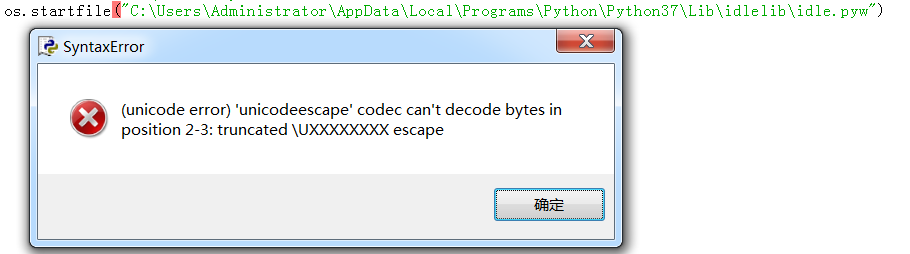 os.startfile("C:\Users\Administrator\AppData\Local\Programs\Python\Python37\Lib\idlelib\idle.pyw")
SyntaxError
(unicode error) 'unicodeescape' codec can't decode bytes in
position 2-3: truncated \UXXXXXXXX escape
确定